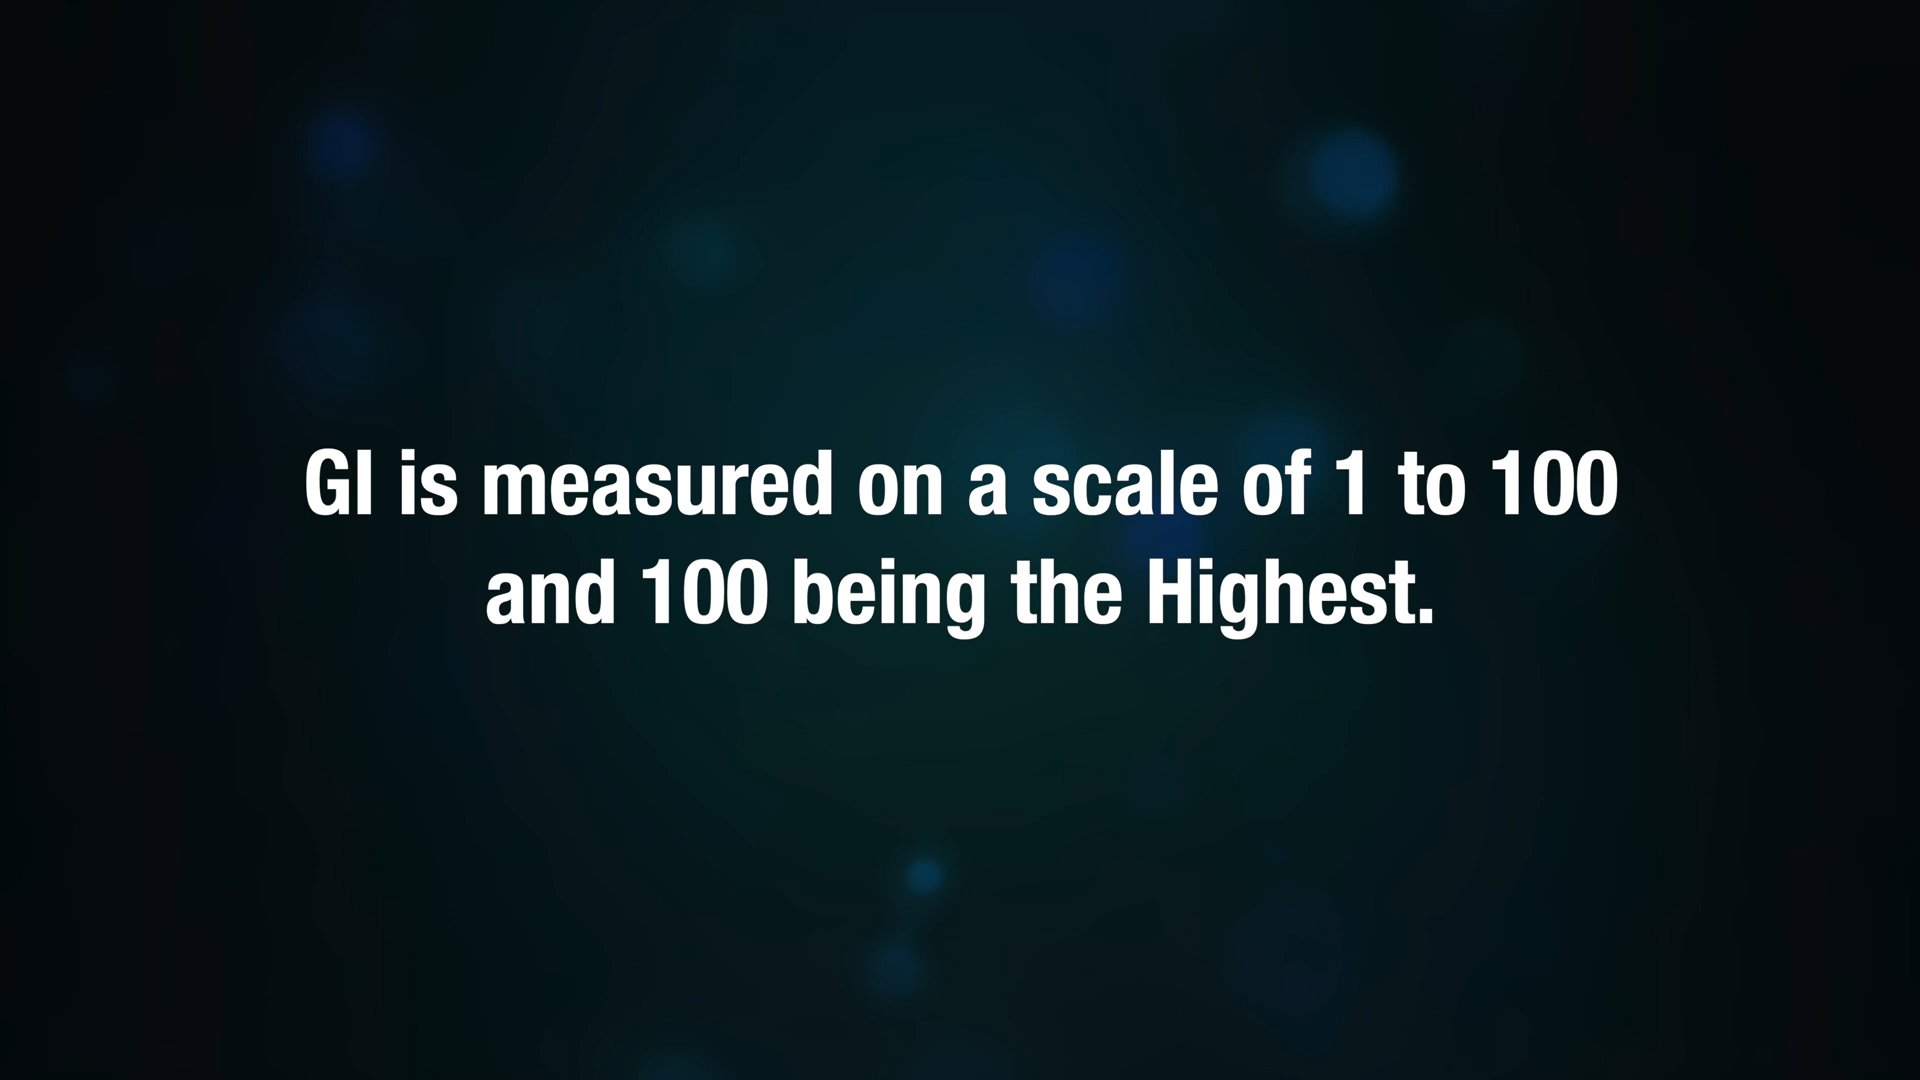 GI is measured on a scale of 1 to 100
and 100 being the Highest.